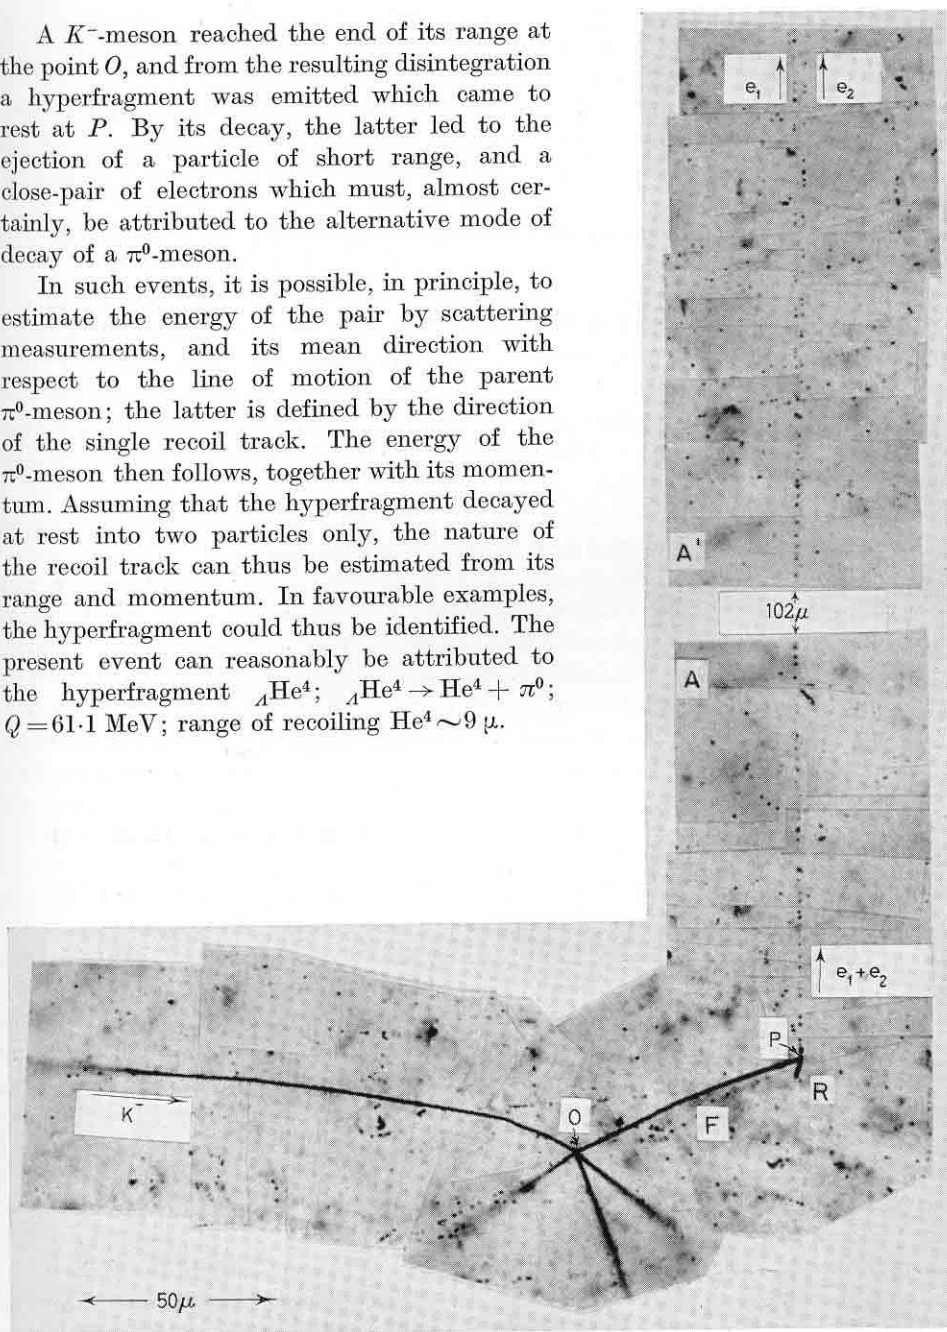 A K⁻-meson reached the end of its range at
the point O, and from the resulting disintegration
a hyperfragment was emitted which came to
rest at P. By its decay, the latter led to the
ejection of a particle of short range, and a
close-pair of electrons which must, almost cer-
tainly, be attributed to the alternative mode of
decay of a π⁰-meson.
In such events, it is possible, in principle, to
estimate the energy of the pair by scattering
measurements, and its mean direction with
respect to the line of motion of the parent
π⁰-meson; the latter is defined by the direction
of the single recoil track. The energy of the
π⁰-meson then follows, together with its momen-
tum. Assuming that the hyperfragment decayed
at rest into two particles only, the nature of
the recoil track can thus be estimated from its
range and momentum. In favourable examples,
the hyperfragment could thus be identified. The
present event can reasonably be attributed to
the hyperfragment ΛHe⁴; ΛHe⁴ → He⁴ + π⁰;
Q = 61·1 MeV; range of recoiling He⁴ ∼ 9 μ.
e₁ ↑ ↑ e₂
A'
102μ
A
↑ e₁+e₂
P
R
K⁻
O
F
← 50μ →